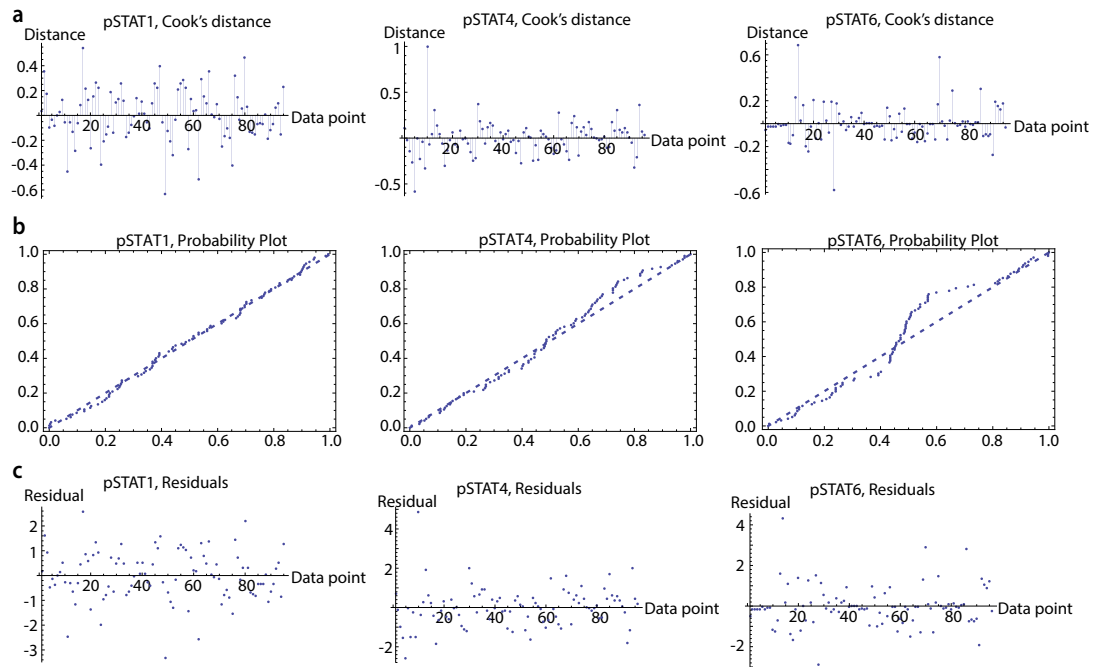 a
pSTAT1, Cook's distance
Distance
0.4
0.2
-0.2
-0.4
-0.6
20 40 60 80
Data point
pSTAT4, Cook's distance
Distance
1
0.5
-0.5
20 40 60 80
Data point
pSTAT6, Cook's distance
Distance
0.6
0.2
-0.2
-0.6
20 40 60 80
Data point
b
pSTAT1, Probability Plot
1.0
0.8
0.6
0.4
0.2
0.0
0.0 0.2 0.4 0.6 0.8 1.0
pSTAT4, Probability Plot
1.0
0.8
0.6
0.4
0.2
0.0
0.0 0.2 0.4 0.6 0.8 1.0
pSTAT6, Probability Plot
1.0
0.8
0.6
0.4
0.2
0.0
0.0 0.2 0.4 0.6 0.8 1.0
c
pSTAT1, Residuals
Residual
2
1
-1
-2
-3
20 40 60 80
Data point
pSTAT4, Residuals
Residual
4
2
-2
20 40 60 80
Data point
pSTAT6, Residuals
Residual
4
2
-2
20 40 60 80
Data point